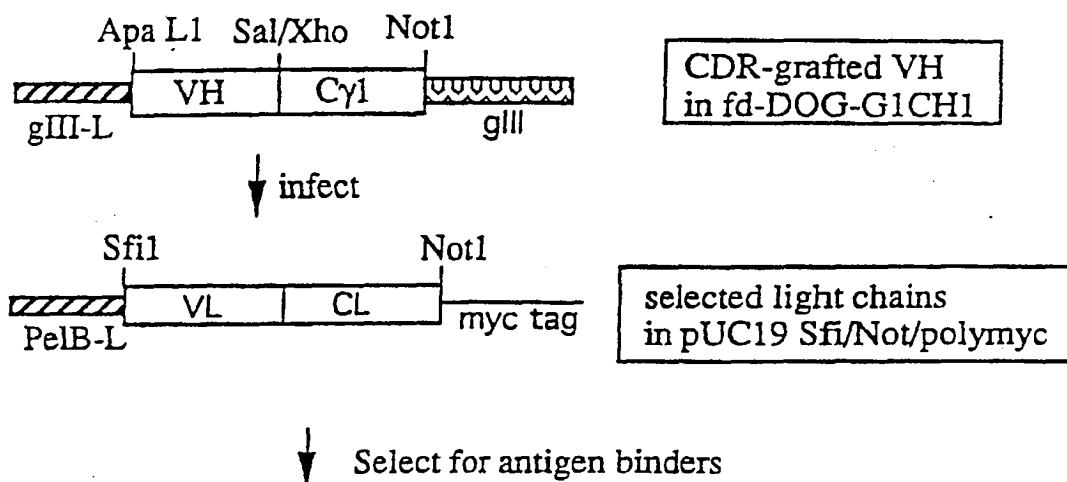 Apa L1 Sal/Xho Not1
VH Cγ1
gIII-L gIII
CDR-grafted VH
in fd-DOG-G1CH1
infect
Sfi1 Not1
VL CL
PelB-L myc tag
selected light chains
in pUC19 Sfi/Not/polymyc
Select for antigen binders